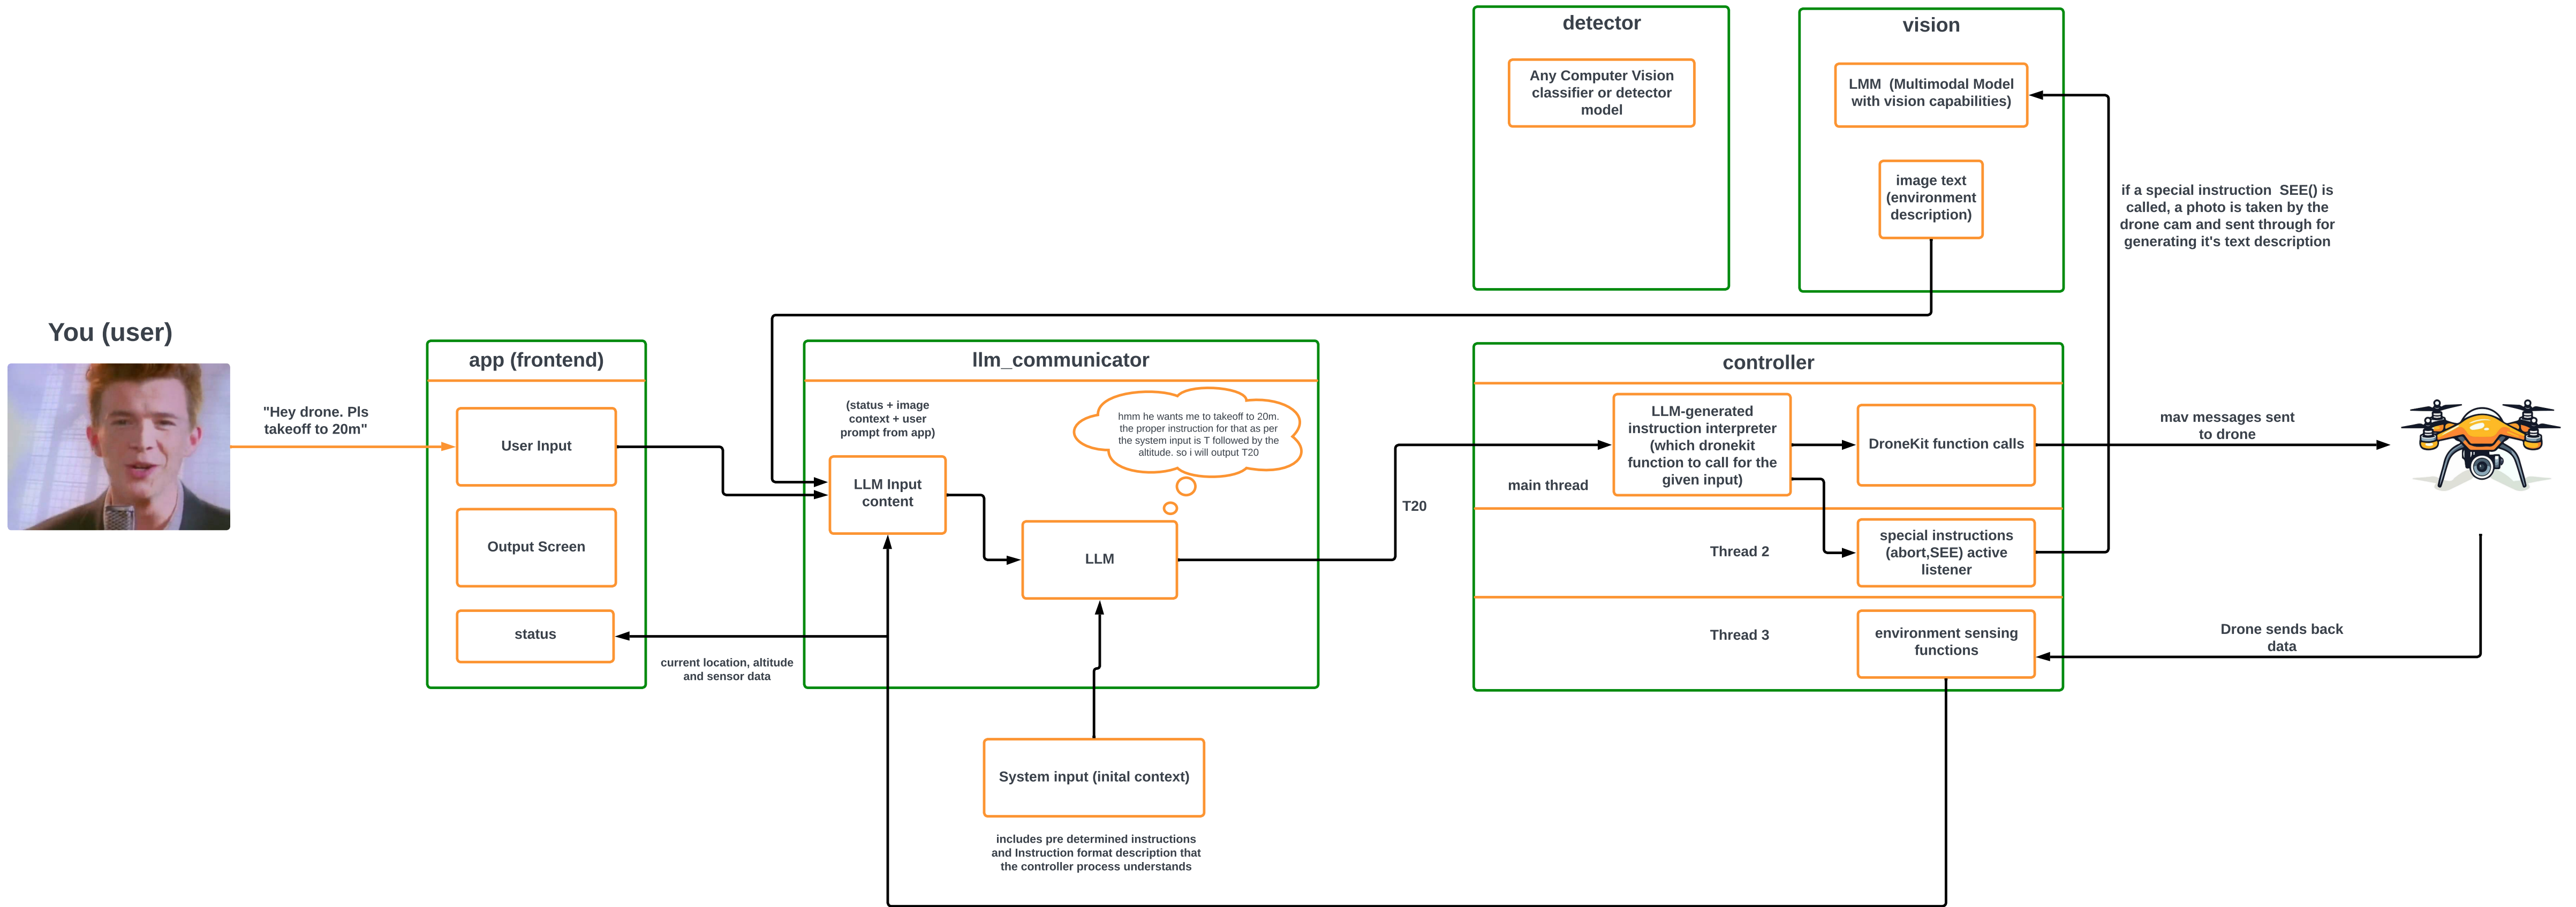 detector
Any Computer Vision
classifier or detector
model
vision
LMM  (Multimodal Model
with vision capabilities)
image text
(environment
description)
if a special instruction  SEE() is
called, a photo is taken by the
drone cam and sent through for
generating it's text description
You (user)
"Hey drone. Pls
takeoff to 20m"
app (frontend)
User Input
Output Screen
status
current location, altitude
and sensor data
llm_communicator
(status + image
context + user
prompt from app)
LLM Input
content
hmm he wants me to takeoff to 20m.
the proper instruction for that as per
the system input is T followed by the
altitude. so i will output T20
LLM
System input (inital context)
includes pre determined instructions
and Instruction format description that
the controller process understands
T20
controller
main thread
LLM-generated
instruction interpreter
(which dronekit
function to call for the
given input)
DroneKit function calls
Thread 2
special instructions
(abort,SEE) active
listener
Thread 3
environment sensing
functions
mav messages sent
to drone
Drone sends back
data